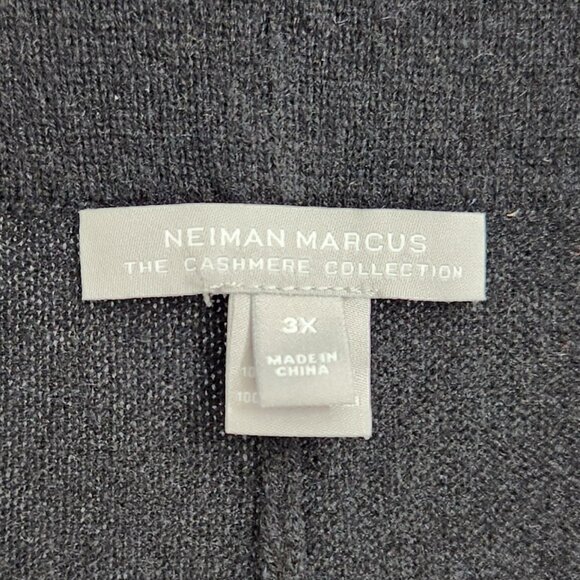 NEIMAN MARCUS
THE CASHMERE COLLECTION
3X
MADE IN
CHINA